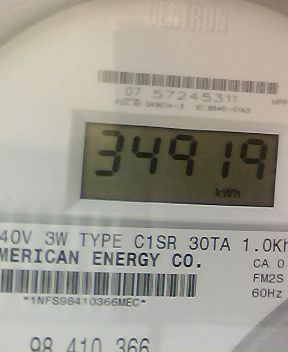 CENTRON
07 57245311
34919
kWh
40V 3W TYPE C1SR 30TA 1.0Kh
MERICAN ENERGY CO.
CA 0
FM2S
60Hz
*1NFS98410366MEC*
98 410 366